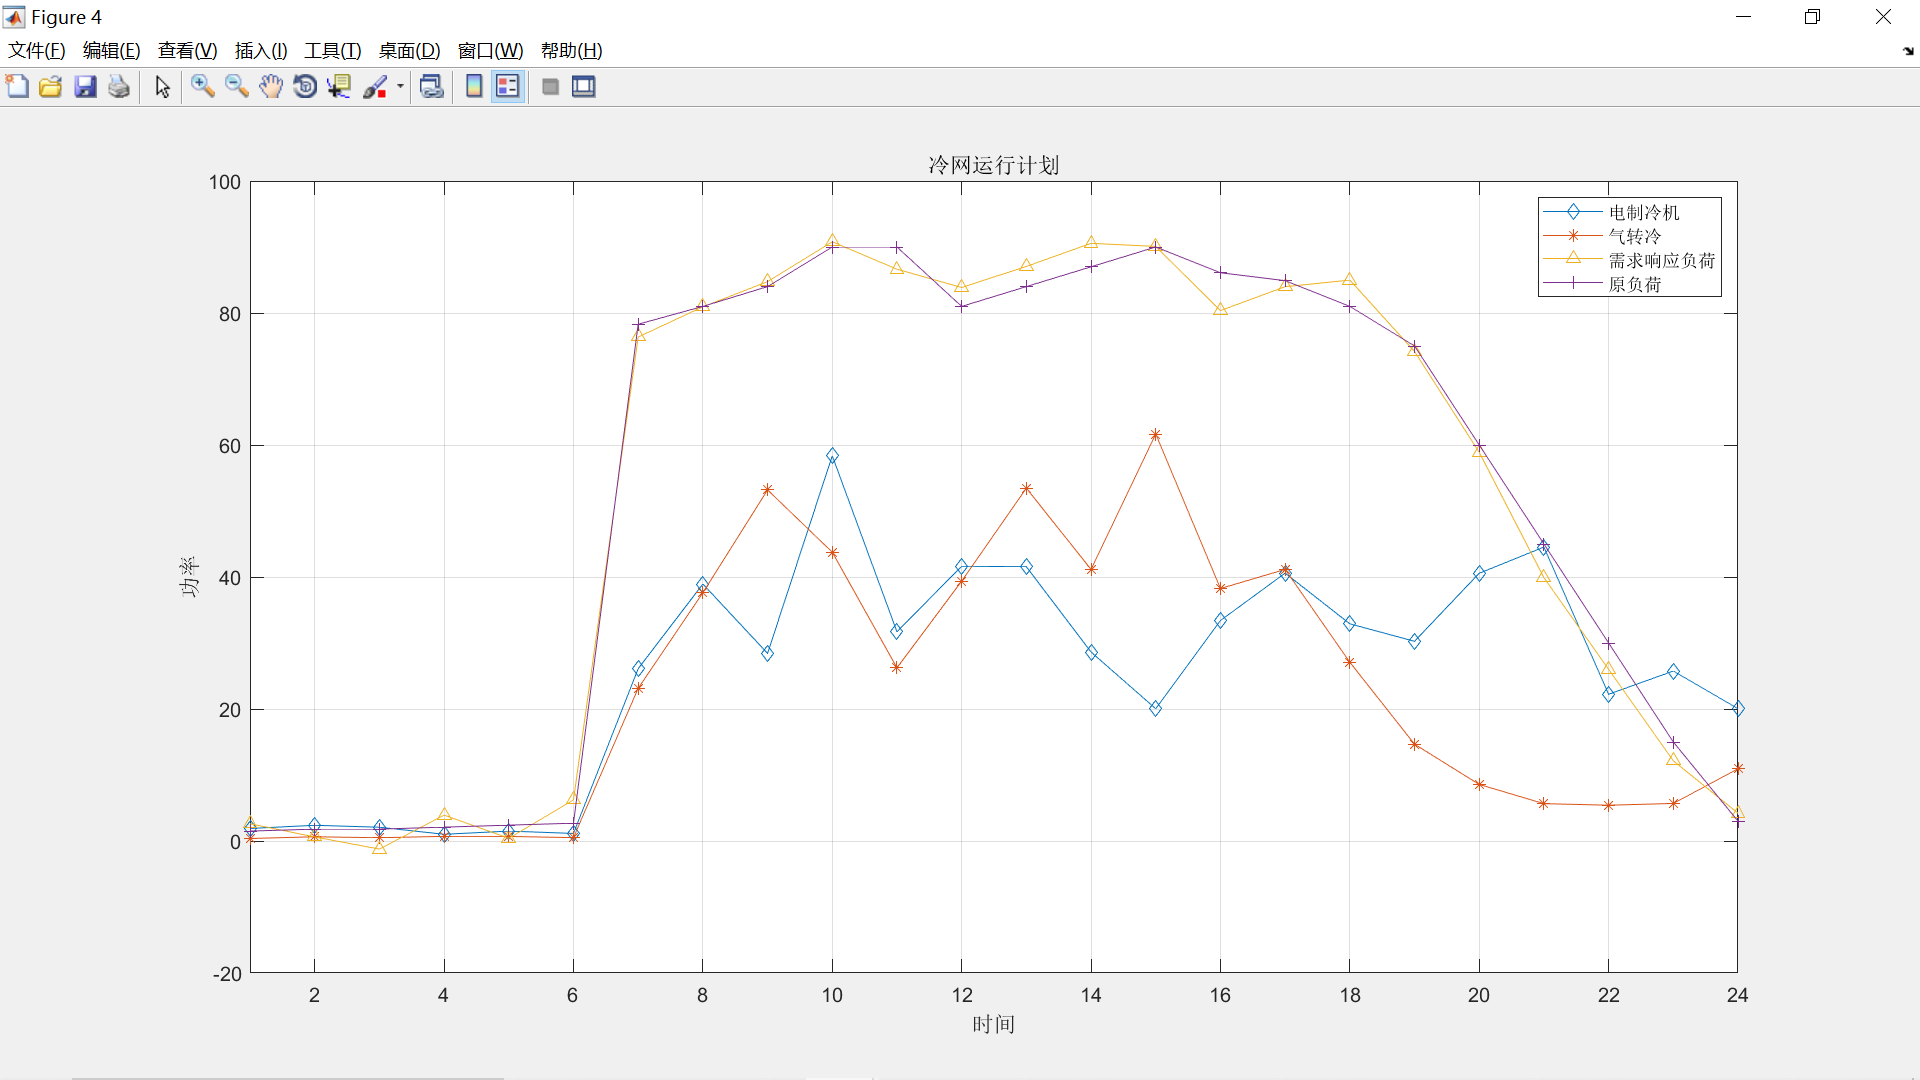 Figure 4
文件(F) 编辑(E) 查看(V) 插入(I) 工具(T) 桌面(D) 窗口(W) 帮助(H)
冷网运行计划
电制冷机
气转冷
需求响应负荷
原负荷
100
80
60
40
20
0
-20
功率
2 4 6 8 10 12 14 16 18 20 22 24
时间